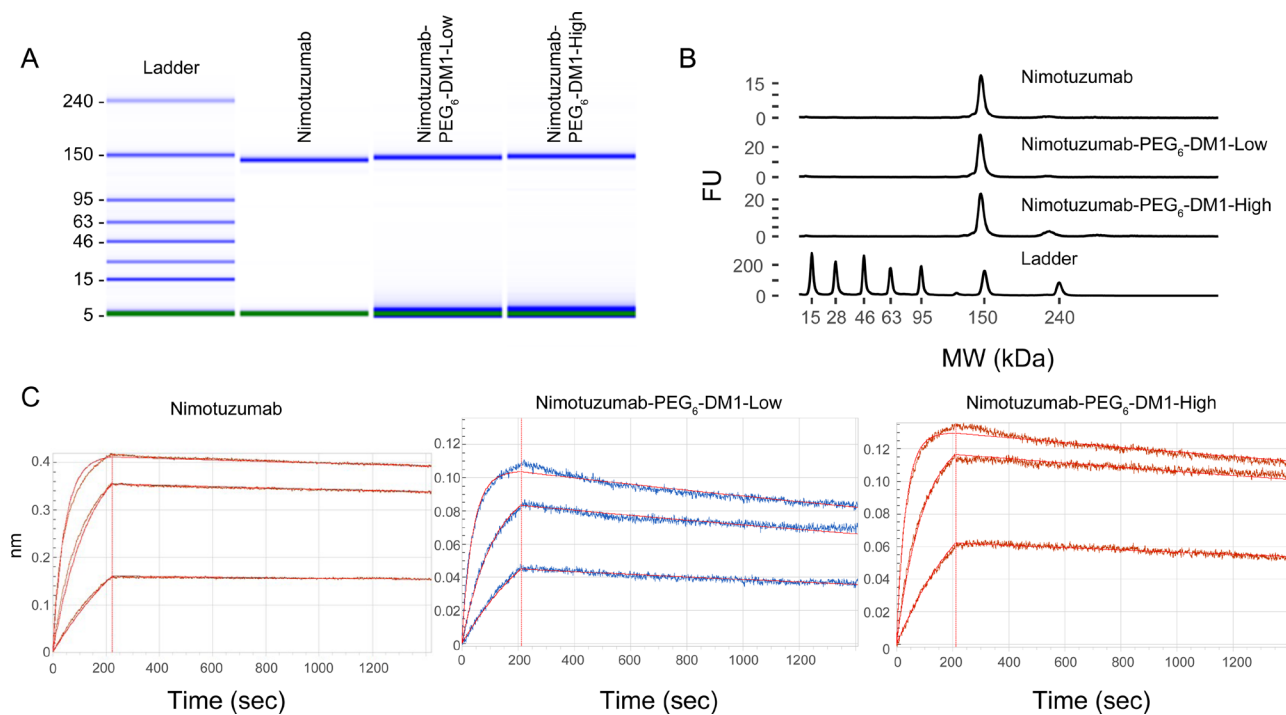 A
Ladder
Nimotuzumab
Nimotuzumab-
PEG6-DM1-Low
Nimotuzumab-
PEG6-DM1-High
240 -
150 -
95 -
63 -
46 -
15 -
5 -
B
FU
15
0
Nimotuzumab
20
0
Nimotuzumab-PEG6-DM1-Low
20
0
Nimotuzumab-PEG6-DM1-High
200
0
Ladder
15 28 46 63 95 150 240
MW (kDa)
C
Nimotuzumab
nm
0.4
0.3
0.2
0.1
0
0 200 400 600 800 1000 1200
Time (sec)
Nimotuzumab-PEG6-DM1-Low
0.12
0.10
0.08
0.06
0.04
0.02
0
0 200 400 600 800 1000 1200
Time (sec)
Nimotuzumab-PEG6-DM1-High
0.12
0.10
0.08
0.06
0.04
0.02
0
0 200 400 600 800 1000 1200
Time (sec)